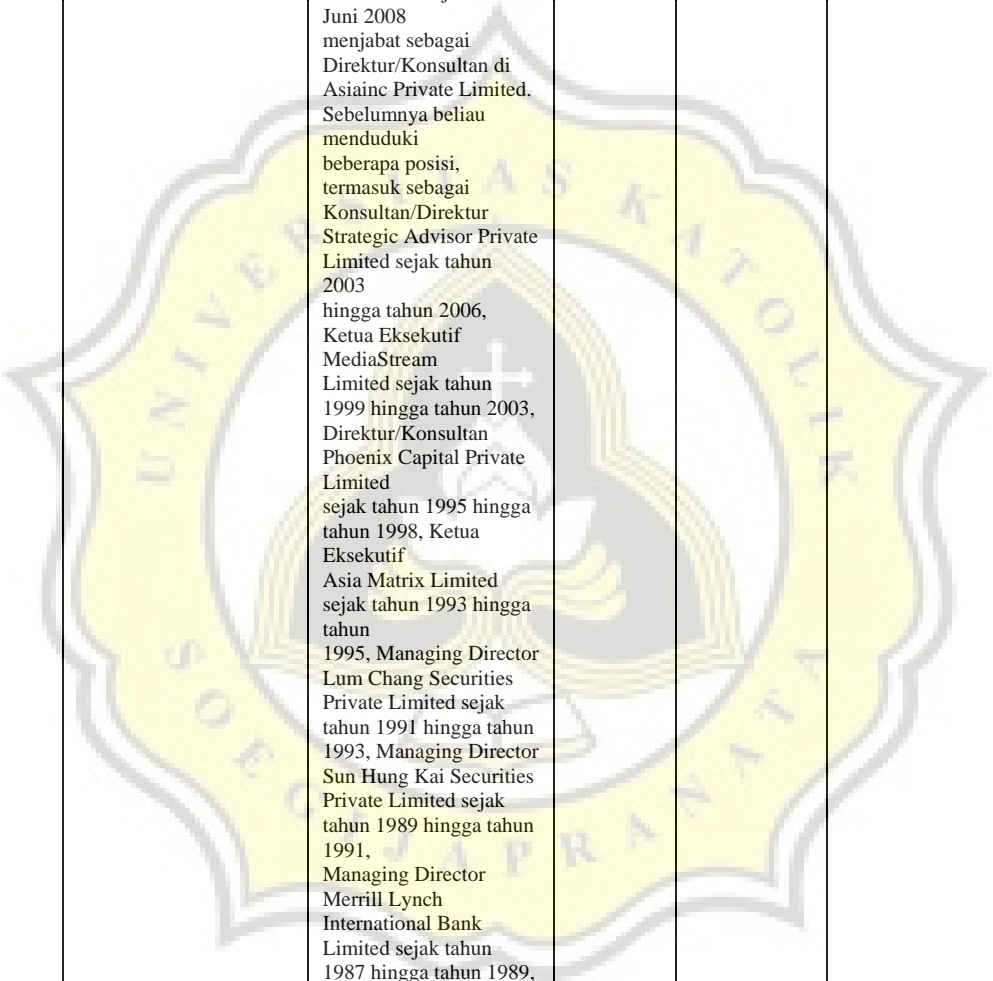 Juni 2008
menjabat sebagai
Direktur/Konsultan di
Asiainc Private Limited.
Sebelumnya beliau
menduduki
beberapa posisi,
termasuk sebagai
Konsultan/Direktur
Strategic Advisor Private
Limited sejak tahun
2003
hingga tahun 2006,
Ketua Eksekutif
MediaStream
Limited sejak tahun
1999 hingga tahun 2003,
Direktur/Konsultan
Phoenix Capital Private
Limited
sejak tahun 1995 hingga
tahun 1998, Ketua
Eksekutif
Asia Matrix Limited
sejak tahun 1993 hingga
tahun
1995, Managing Director
Lum Chang Securities
Private Limited sejak
tahun 1991 hingga tahun
1993, Managing Director
Sun Hung Kai Securities
Private Limited sejak
tahun 1989 hingga tahun
1991,
Managing Director
Merrill Lynch
International Bank
Limited sejak tahun
1987 hingga tahun 1989,
UNIVERSITAS KATOLIK
SOEGIJAPRANATA